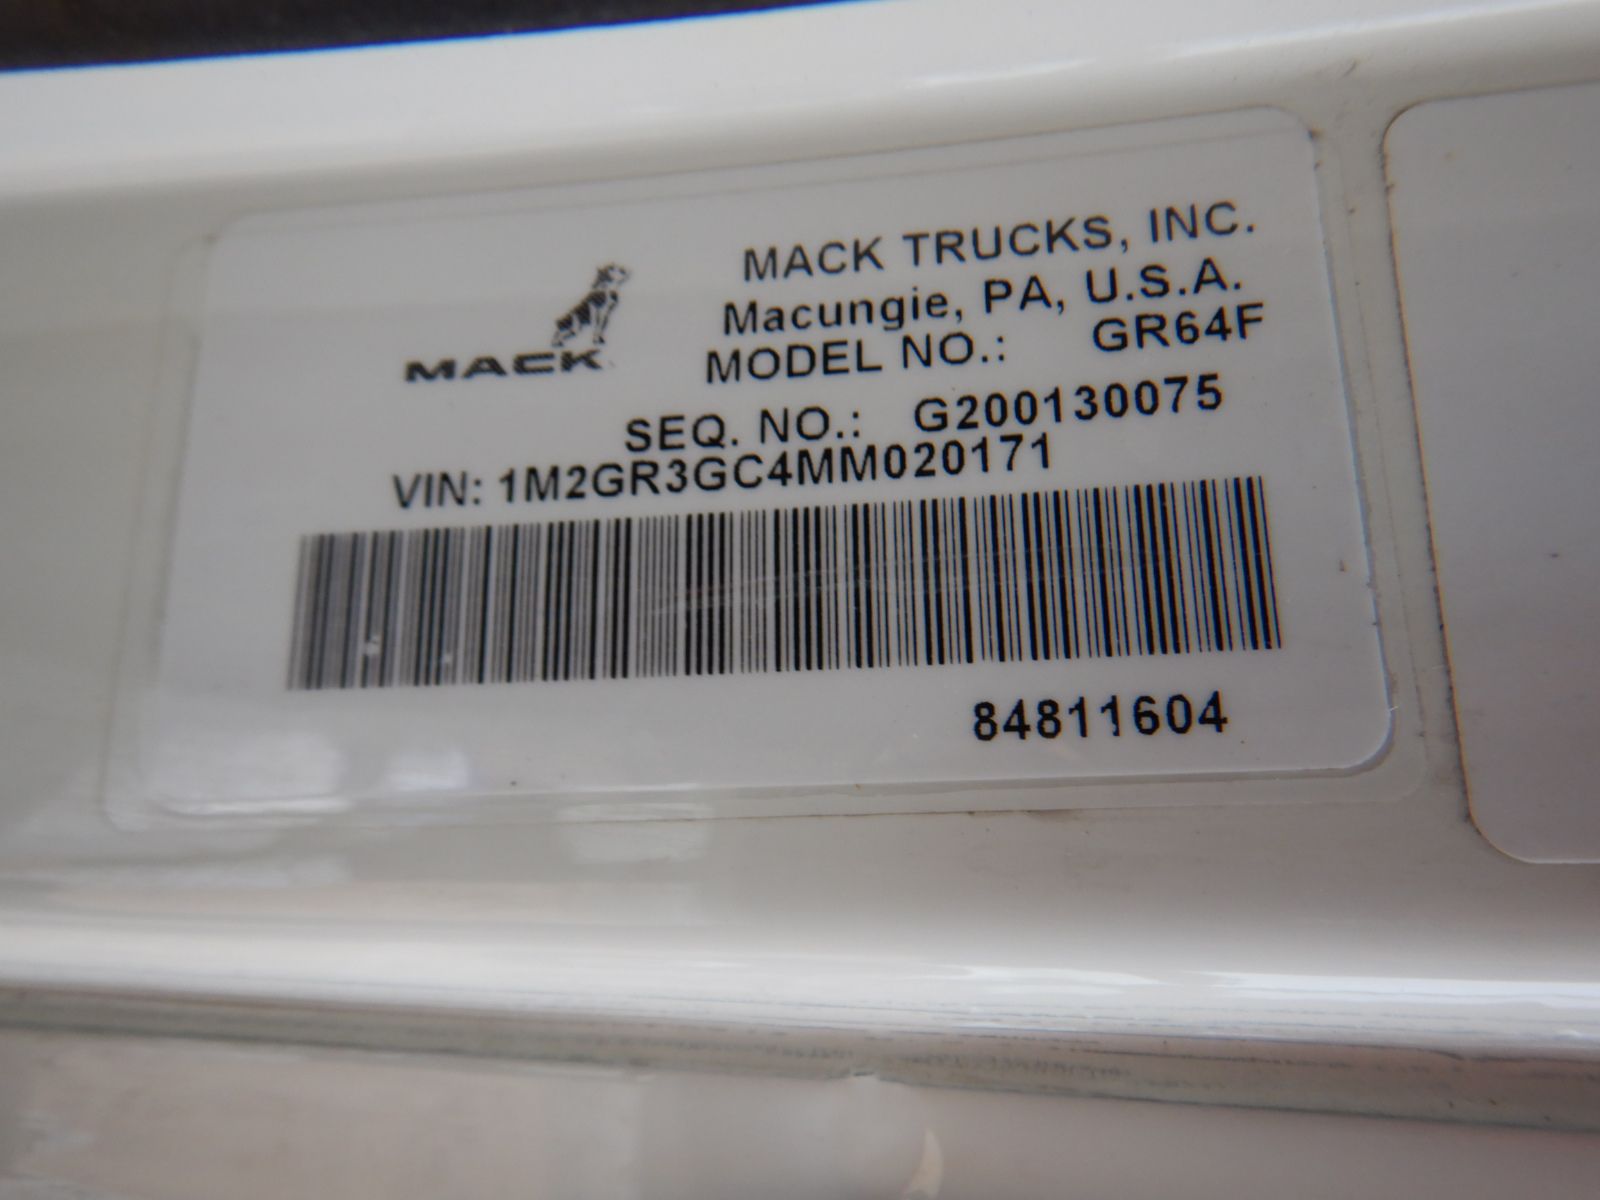 MACK
MACK TRUCKS, INC.
Macungie, PA, U.S.A.
MODEL NO.: GR64F
SEQ. NO.: G200130075
VIN: 1M2GR3GC4MM020171
84811604